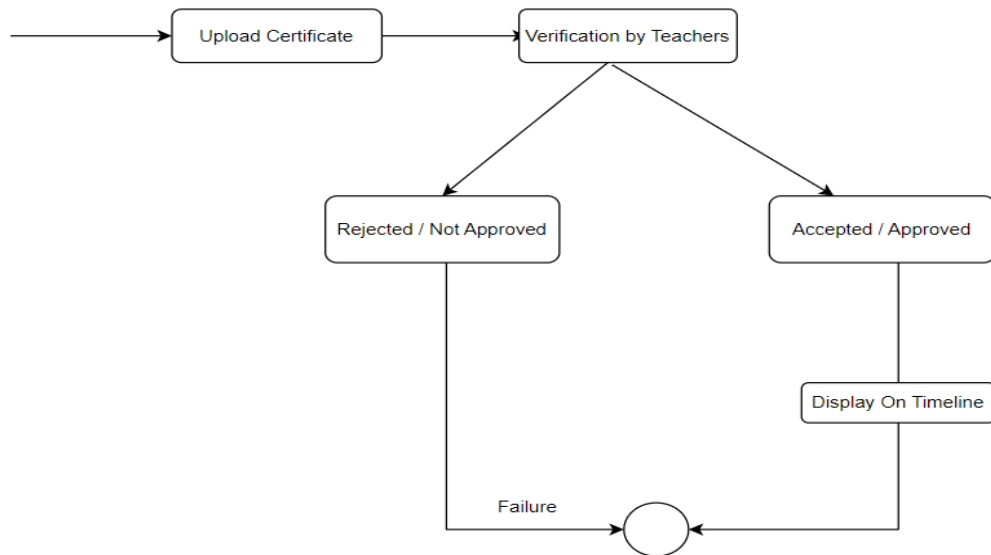 Upload Certificate
Verification by Teachers
Rejected / Not Approved
Accepted / Approved
Display On Timeline
Failure